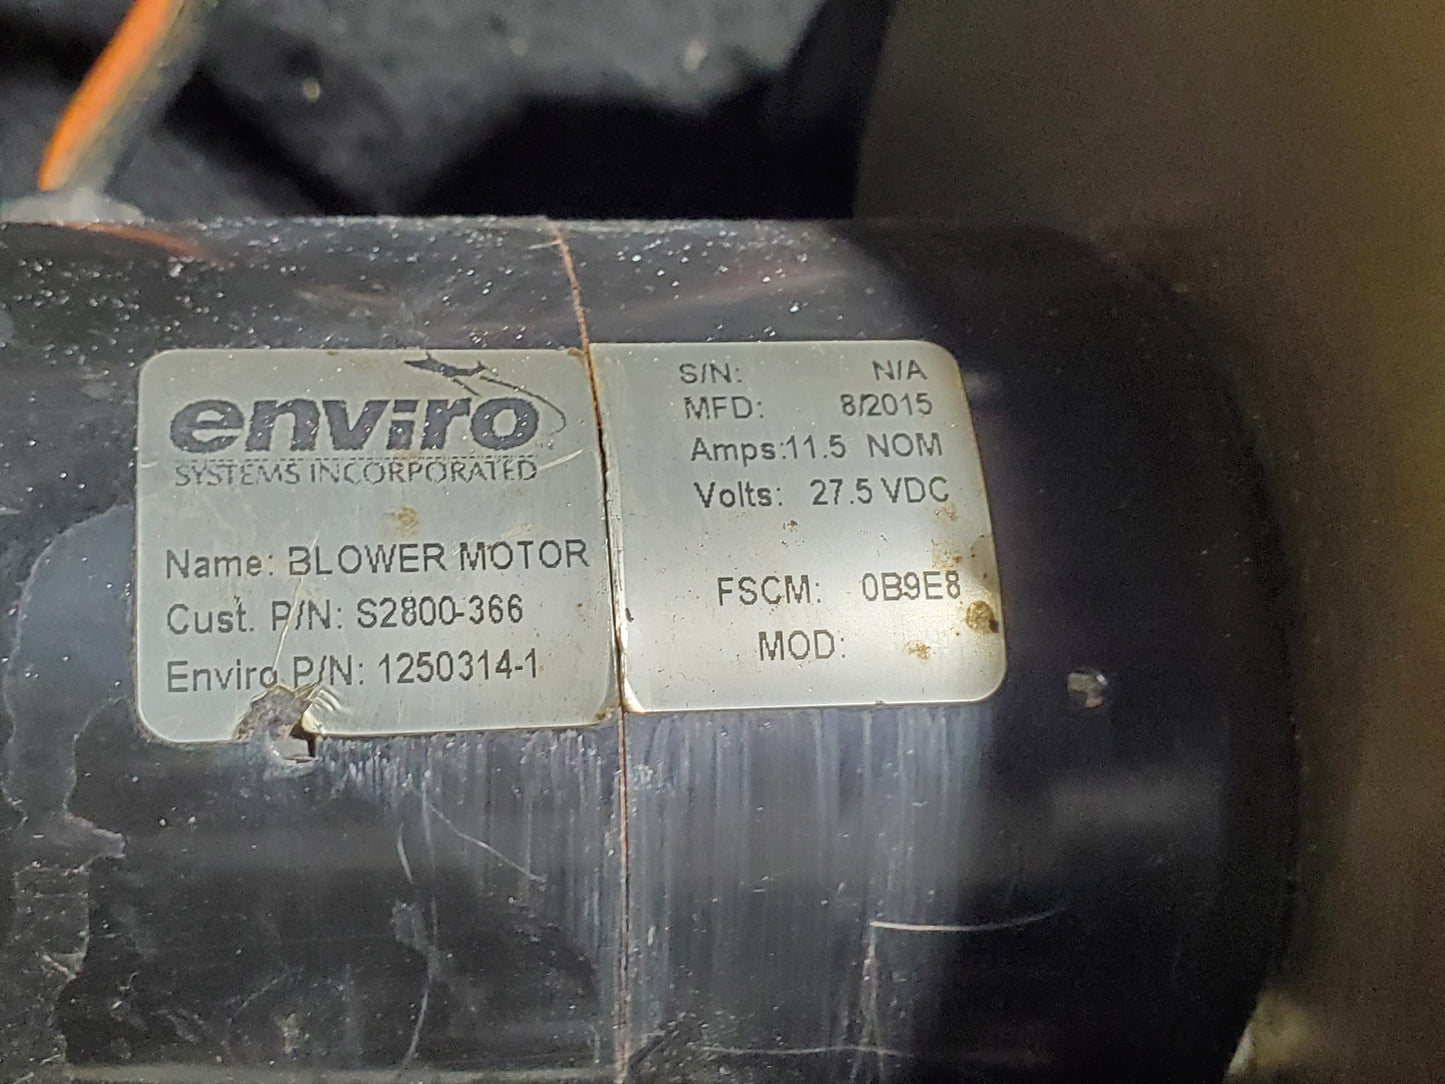 enviro
SYSTEMS INCORPORATED
Name: BLOWER MOTOR
Cust. P/N: S2800-366
Enviro P/N: 1250314-1
S/N: N/A
MFD: 8/2015
Amps:11.5 NOM
Volts: 27.5 VDC
FSCM: 0B9E8
MOD: